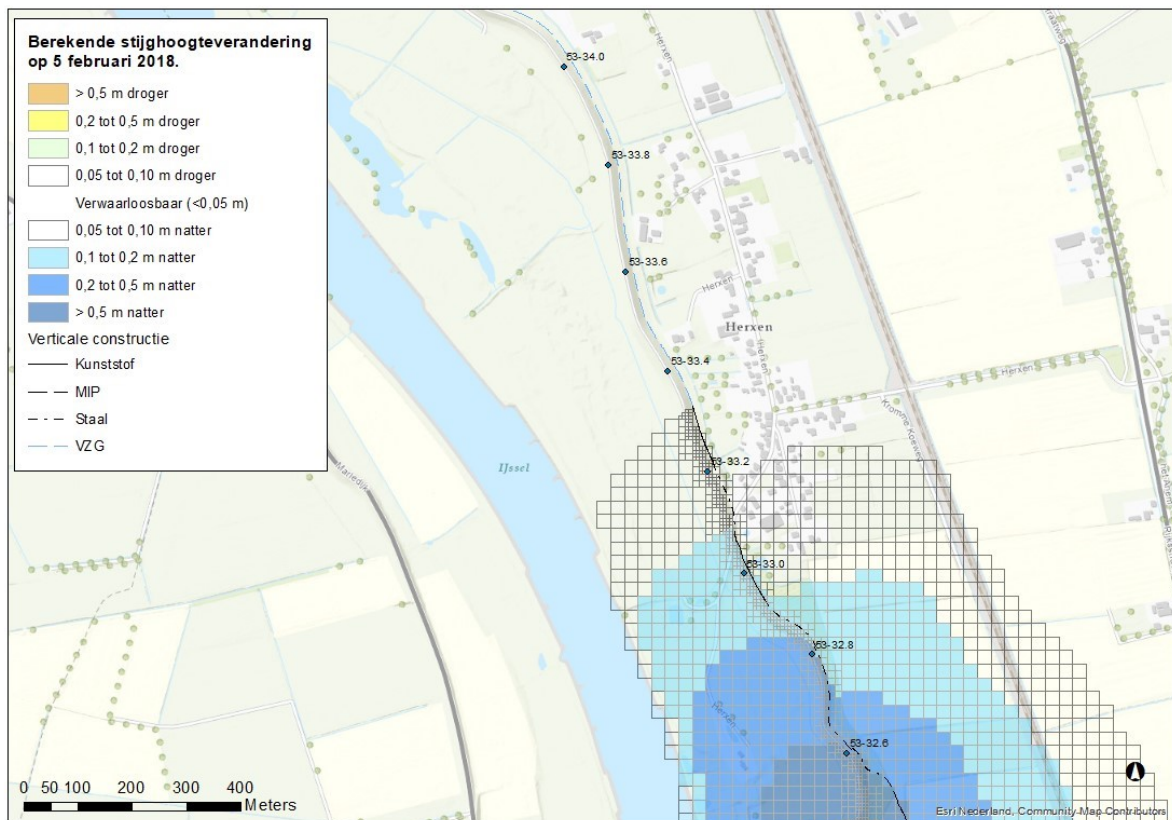 Berekende stijghoogteverandering
op 5 februari 2018.
> 0,5 m droger
0,2 tot 0,5 m droger
0,1 tot 0,2 m droger
0,05 tot 0,10 m droger
Verwaarloosbaar (<0,05 m)
0,05 tot 0,10 m natter
0,1 tot 0,2 m natter
0,2 tot 0,5 m natter
> 0,5 m natter
Verticale constructie
Kunststof
MIP
Staal
VZG
53-34.0
Herxen
53-33.8
53-33.6
Herxen
Herxen
Herxen
53-33.4
Herxen
Kromme Koeweg
53-33.2
IJssel
53-33.0
53-32.8
Herxen
53-32.6
0 50 100 200 300 400
Meters
Esri Nederland, Community Map Contributors